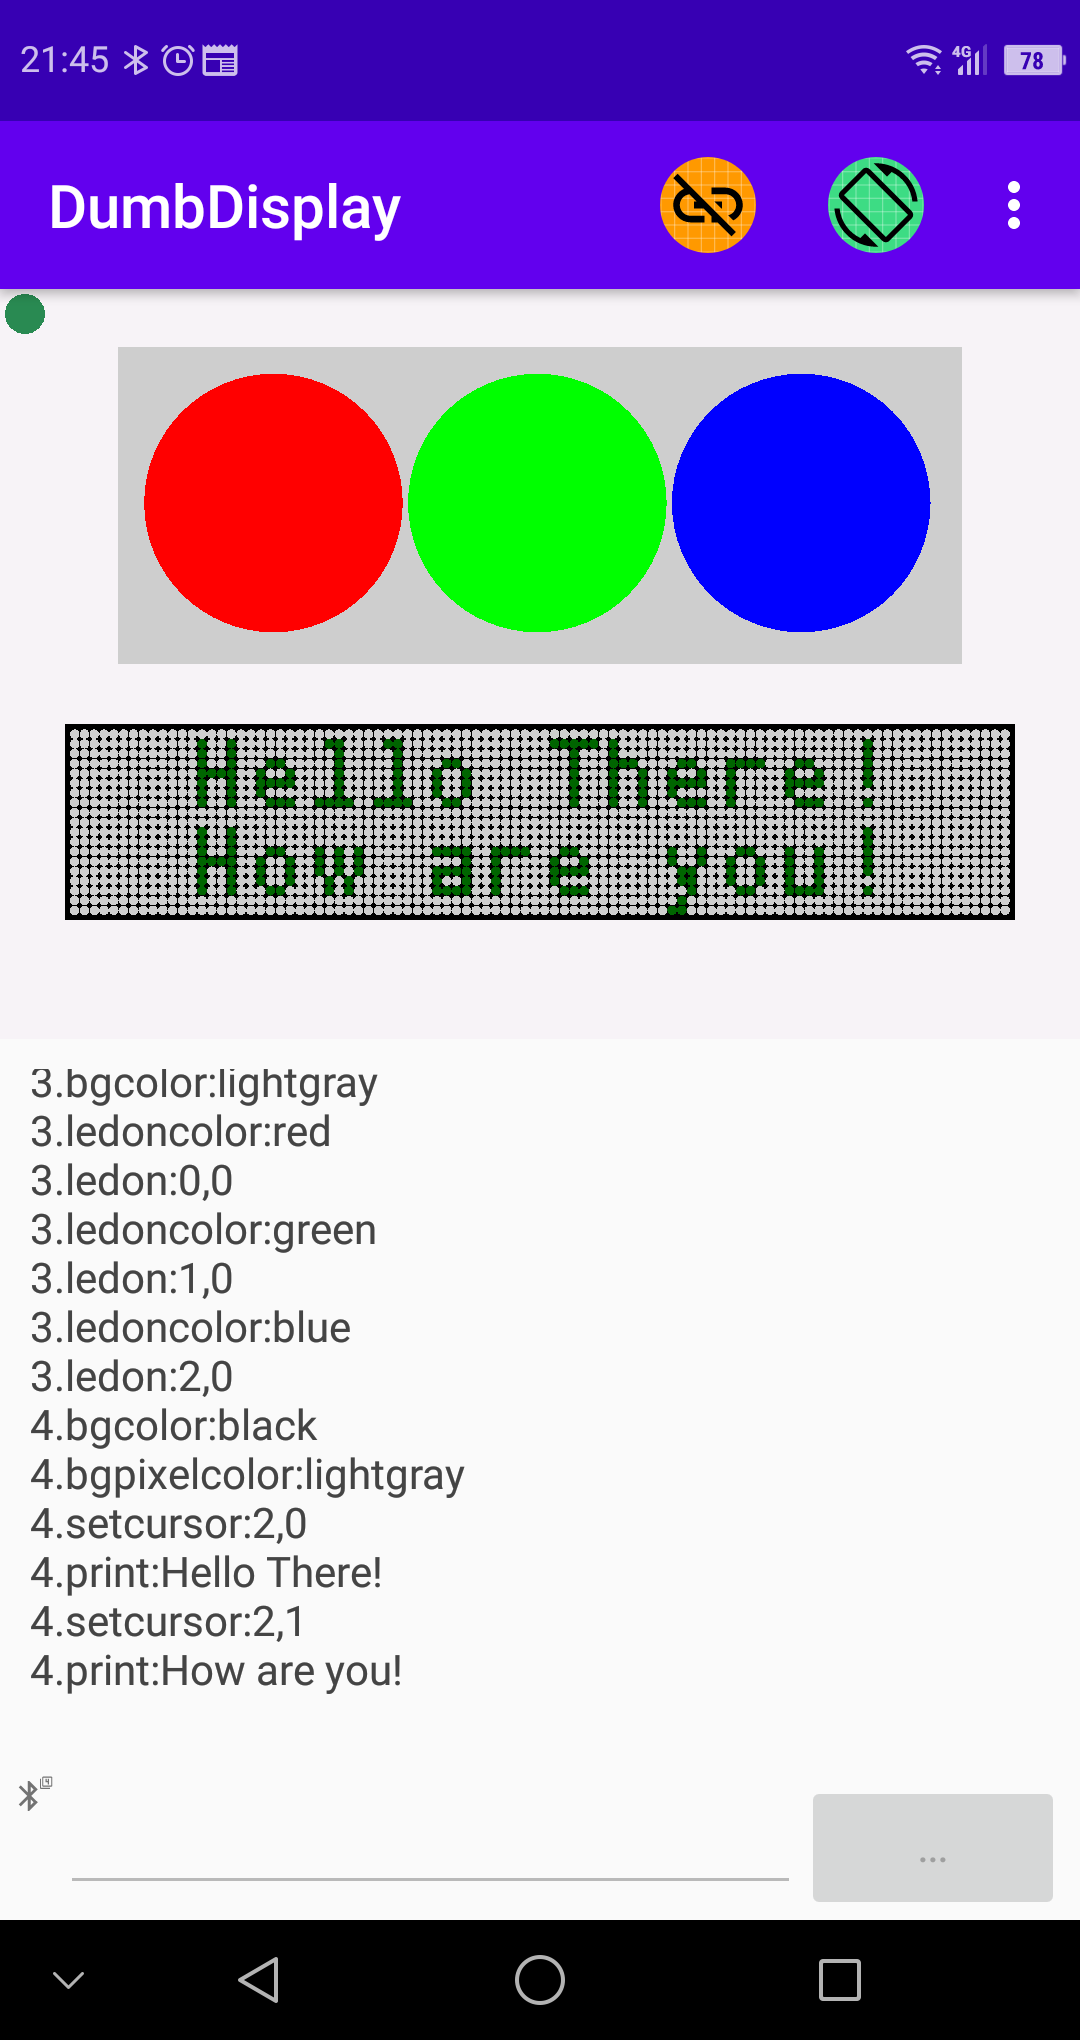 21:45
4G
78
DumbDisplay
Hello There!
How are you!
3.bgcolor:lightgray
3.ledoncolor:red
3.ledon:0,0
3.ledoncolor:green
3.ledon:1,0
3.ledoncolor:blue
3.ledon:2,0
4.bgcolor:black
4.bgpixelcolor:lightgray
4.setcursor:2,0
4.print:Hello There!
4.setcursor:2,1
4.print:How are you!
4
...